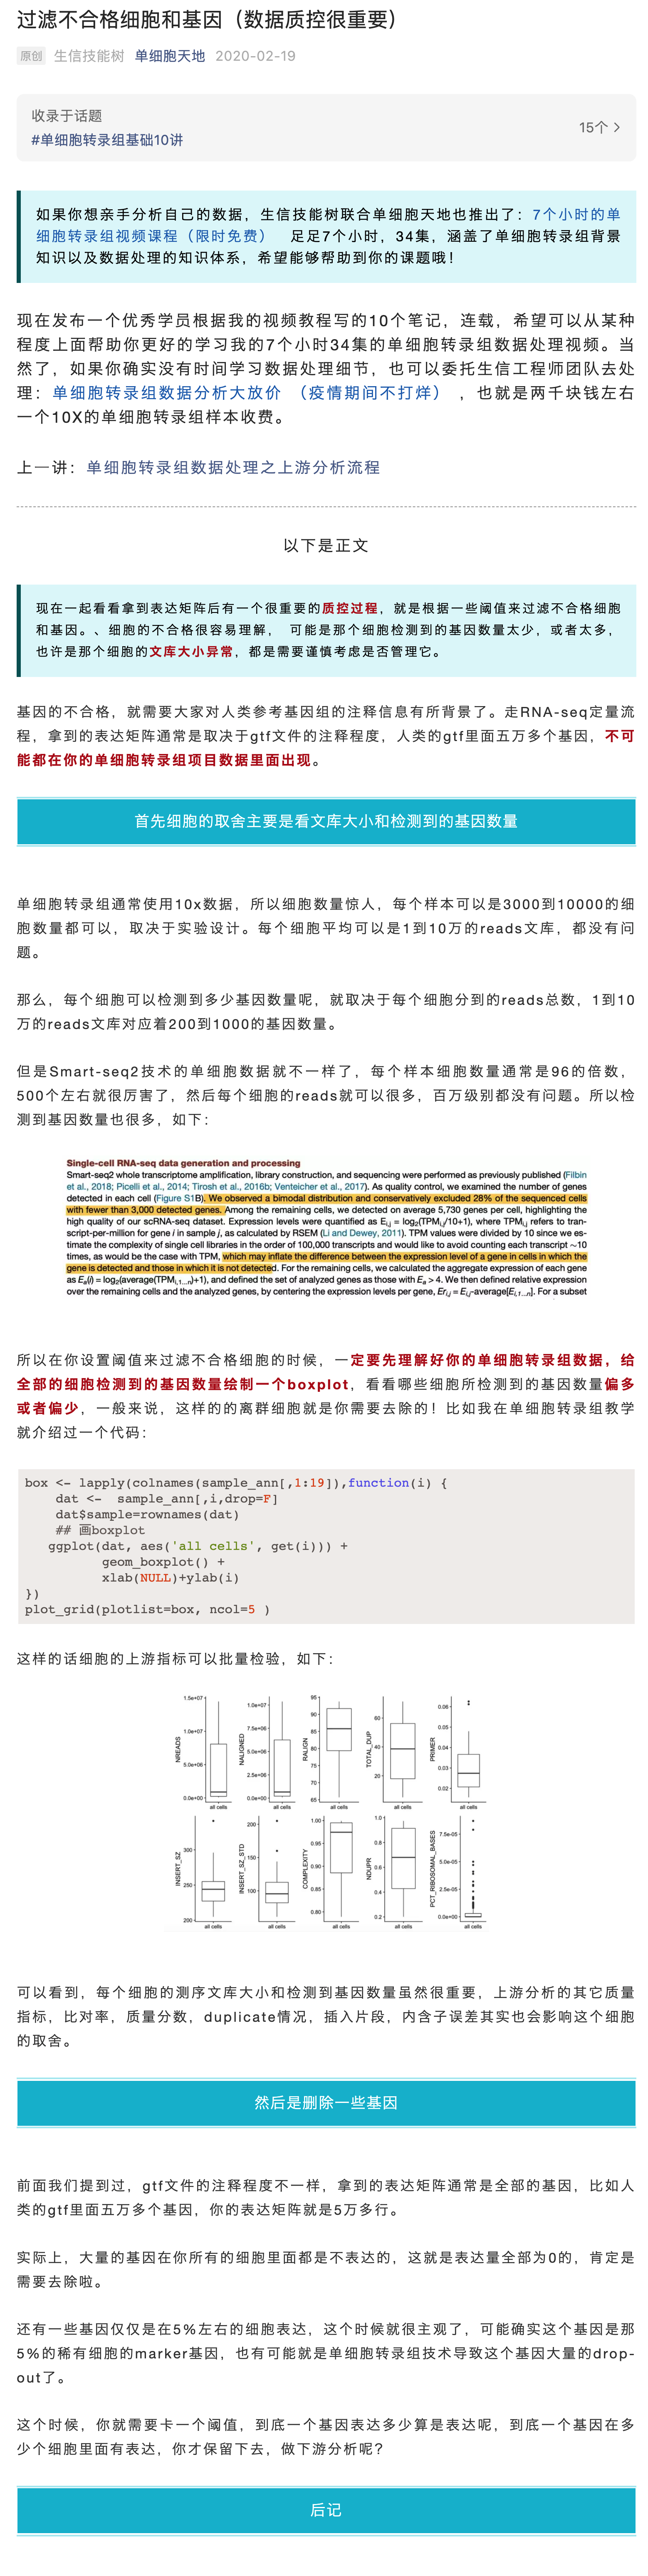 过滤不合格细胞和基因（数据质控很重要）
原创 生信技能树 单细胞天地 2020-02-19
收录于话题
#单细胞转录组基础10讲
15个 >
如果你想亲手分析自己的数据，生信技能树联合单细胞天地也推出了：7个小时的单
细胞转录组视频课程（限时免费） 足足7个小时，34集，涵盖了单细胞转录组背景
知识以及数据处理的知识体系，希望能够帮助到你的课题哦！
现在发布一个优秀学员根据我的视频教程写的10个笔记，连载，希望可以从某种
程度上面帮助你更好的学习我的7个小时34集的单细胞转录组数据处理视频。当
然了，如果你确实没有时间学习数据处理细节，也可以委托生信工程师团队去处
理：单细胞转录组数据分析大放价 （疫情期间不打烊） ，也就是两千块钱左右
一个10X的单细胞转录组样本收费。
上一讲：单细胞转录组数据处理之上游分析流程
以下是正文
现在一起看看拿到表达矩阵后有一个很重要的质控过程，就是根据一些阈值来过滤不合格细胞
和基因。、细胞的不合格很容易理解， 可能是那个细胞检测到的基因数量太少，或者太多，
也许是那个细胞的文库大小异常，都是需要谨慎考虑是否管理它。
基因的不合格，就需要大家对人类参考基因组的注释信息有所背景了。走RNA-seq定量流
程，拿到的表达矩阵通常是取决于gtf文件的注释程度，人类的gtf里面五万多个基因，不可
能都在你的单细胞转录组项目数据里面出现。
首先细胞的取舍主要是看文库大小和检测到的基因数量
单细胞转录组通常使用10x数据，所以细胞数量惊人，每个样本可以是3000到10000的细
胞数量都可以，取决于实验设计。每个细胞平均可以是1到10万的reads文库，都没有问
题。
那么，每个细胞可以检测到多少基因数量呢，就取决于每个细胞分到的reads总数，1到10
万的reads文库对应着200到1000的基因数量。
但是Smart-seq2技术的单细胞数据就不一样了，每个样本细胞数量通常是96的倍数，
500个左右就很厉害了，然后每个细胞的reads就可以很多，百万级别都没有问题。所以检
测到基因数量也很多，如下：
Single-cell RNA-seq data generation and processing
Smart-seq2 whole transcriptome amplification, library construction, and sequencing were performed as previously published (Filbin
et al., 2018; Picelli et al., 2014; Tirosh et al., 2016b; Venteicher et al., 2017). As quality control, we examined the number of genes
detected in each cell (Figure S1B). We observed a bimodal distribution and conservatively excluded 28% of the sequenced cells
with fewer than 3,000 detected genes. Among the remaining cells, we detected on average 5,730 genes per cell, highlighting the
high quality of our scRNA-seq dataset. Expression levels were quantified as Ei,j = log2(TPMi,j/10+1), where TPMi,j refers to tran-
script-per-million for gene i in sample j, as calculated by RSEM (Li and Dewey, 2011). TPM values were divided by 10 since we es-
timate the complexity of single cell libraries in the order of 100,000 transcripts and would like to avoid counting each transcript ~10
times, as would be the case with TPM, which may inflate the difference between the expression level of a gene in cells in which the
gene is detected and those in which it is not detected. For the remaining cells, we calculated the aggregate expression of each gene
as Ea(i) = log2(average(TPMi,1...n)+1), and defined the set of analyzed genes as those with Ea > 4. We then defined relative expression
over the remaining cells and the analyzed genes, by centering the expression levels per gene, Eri,j = Ei,j-average[Ei,1...n]. For a subset
所以在你设置阈值来过滤不合格细胞的时候，一定要先理解好你的单细胞转录组数据，给
全部的细胞检测到的基因数量绘制一个boxplot，看看哪些细胞所检测到的基因数量偏多
或者偏少，一般来说，这样的的离群细胞就是你需要去除的！比如我在单细胞转录组教学
就介绍过一个代码：
box <- lapply(colnames(sample_ann[,1:19]),function(i) {
    dat <-  sample_ann[,i,drop=F]
    dat$sample=rownames(dat)
    ## 画boxplot
   ggplot(dat, aes('all cells', get(i))) +
          geom_boxplot() +
          xlab(NULL)+ylab(i)
})
plot_grid(plotlist=box, ncol=5 )
这样的话细胞的上游指标可以批量检验，如下：
NREADS 1.5e+07 1.0e+07 5.0e+06 0.0e+00 all cells
NALIGNED 1.0e+07 7.5e+06 5.0e+06 2.5e+06 0.0e+00 all cells
RALIGN 95 90 85 80 75 70 65 all cells
TOTAL_DUP 60 40 20 all cells
PRIMER 0.06 0.05 0.04 0.03 0.02 all cells
INSERT_SZ 300 250 200 all cells
INSERT_SZ_STD 200 150 100 all cells
COMPLEXITY 1.00 0.95 0.90 0.85 0.80 all cells
NDUPR 1.0 0.8 0.6 0.4 0.2 all cells
PCT_RIBOSOMAL_BASES 7.5e-05 5.0e-05 2.5e-05 0.0e+00 all cells
可以看到，每个细胞的测序文库大小和检测到基因数量虽然很重要，上游分析的其它质量
指标，比对率，质量分数，duplicate情况，插入片段，内含子误差其实也会影响这个细胞
的取舍。
然后是删除一些基因
前面我们提到过，gtf文件的注释程度不一样，拿到的表达矩阵通常是全部的基因，比如人
类的gtf里面五万多个基因，你的表达矩阵就是5万多行。
实际上，大量的基因在你所有的细胞里面都是不表达的，这就是表达量全部为0的，肯定是
需要去除啦。
还有一些基因仅仅是在5%左右的细胞表达，这个时候就很主观了，可能确实这个基因是那
5%的稀有细胞的marker基因，也有可能就是单细胞转录组技术导致这个基因大量的drop-
out了。
这个时候，你就需要卡一个阈值，到底一个基因表达多少算是表达呢，到底一个基因在多
少个细胞里面有表达，你才保留下去，做下游分析呢？
后记